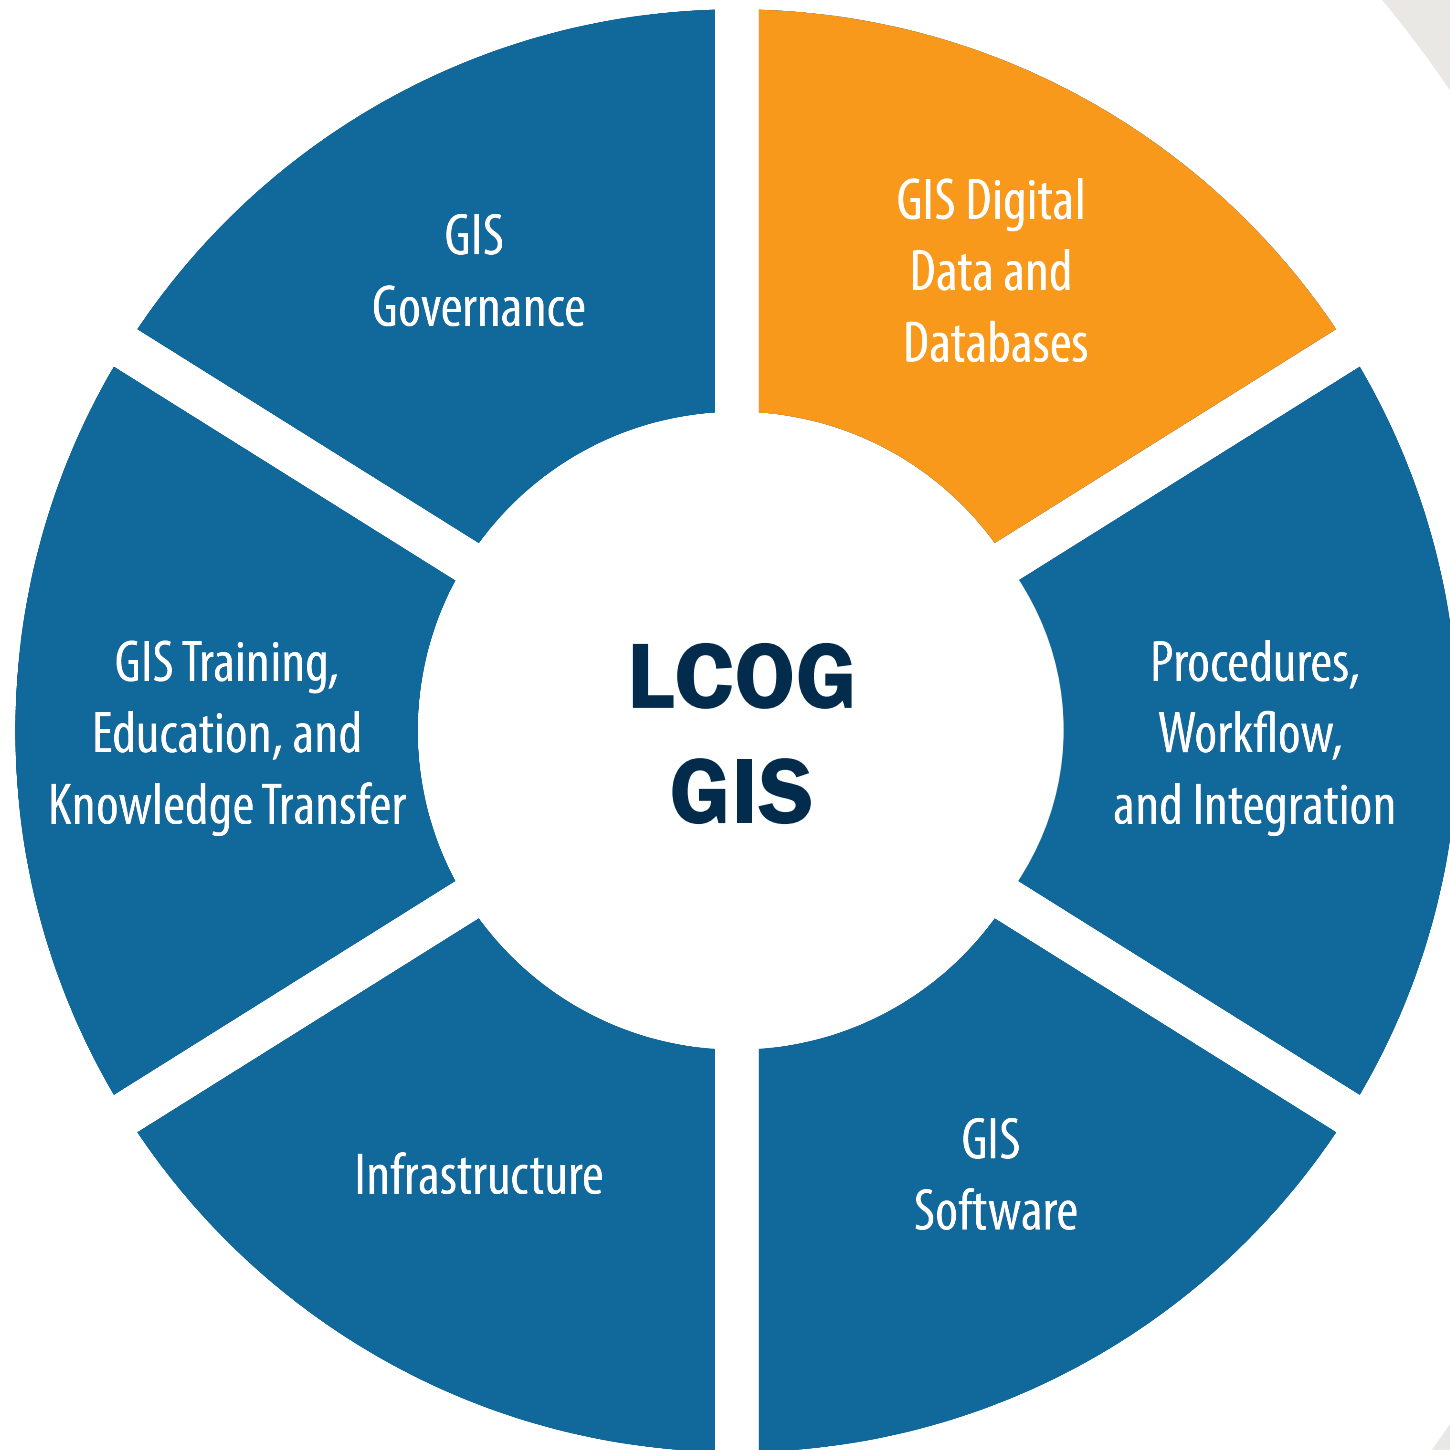 GIS
Governance
GIS Digital
Data and
Databases
GIS Training,
Education, and
Knowledge Transfer
LCOG
GIS
Procedures,
Workflow,
and Integration
Infrastructure
GIS
Software